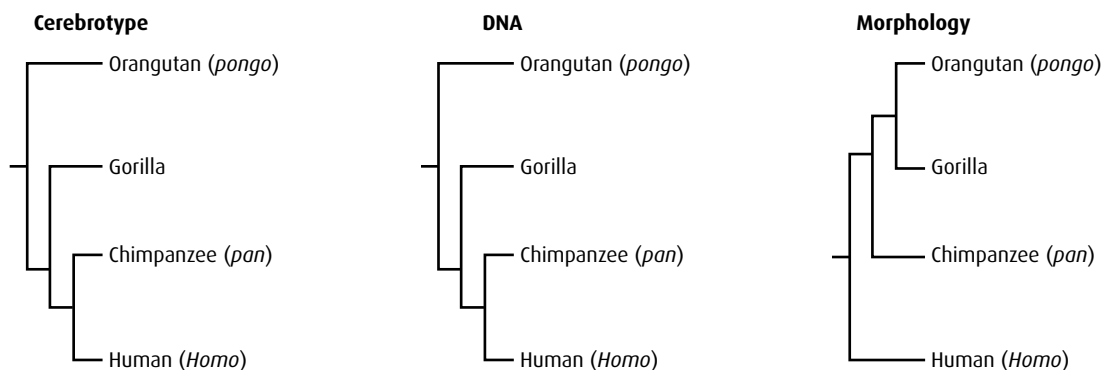 Cerebrotype
Orangutan (pongo)
Gorilla
Chimpanzee (pan)
Human (Homo)
DNA
Orangutan (pongo)
Gorilla
Chimpanzee (pan)
Human (Homo)
Morphology
Orangutan (pongo)
Gorilla
Chimpanzee (pan)
Human (Homo)